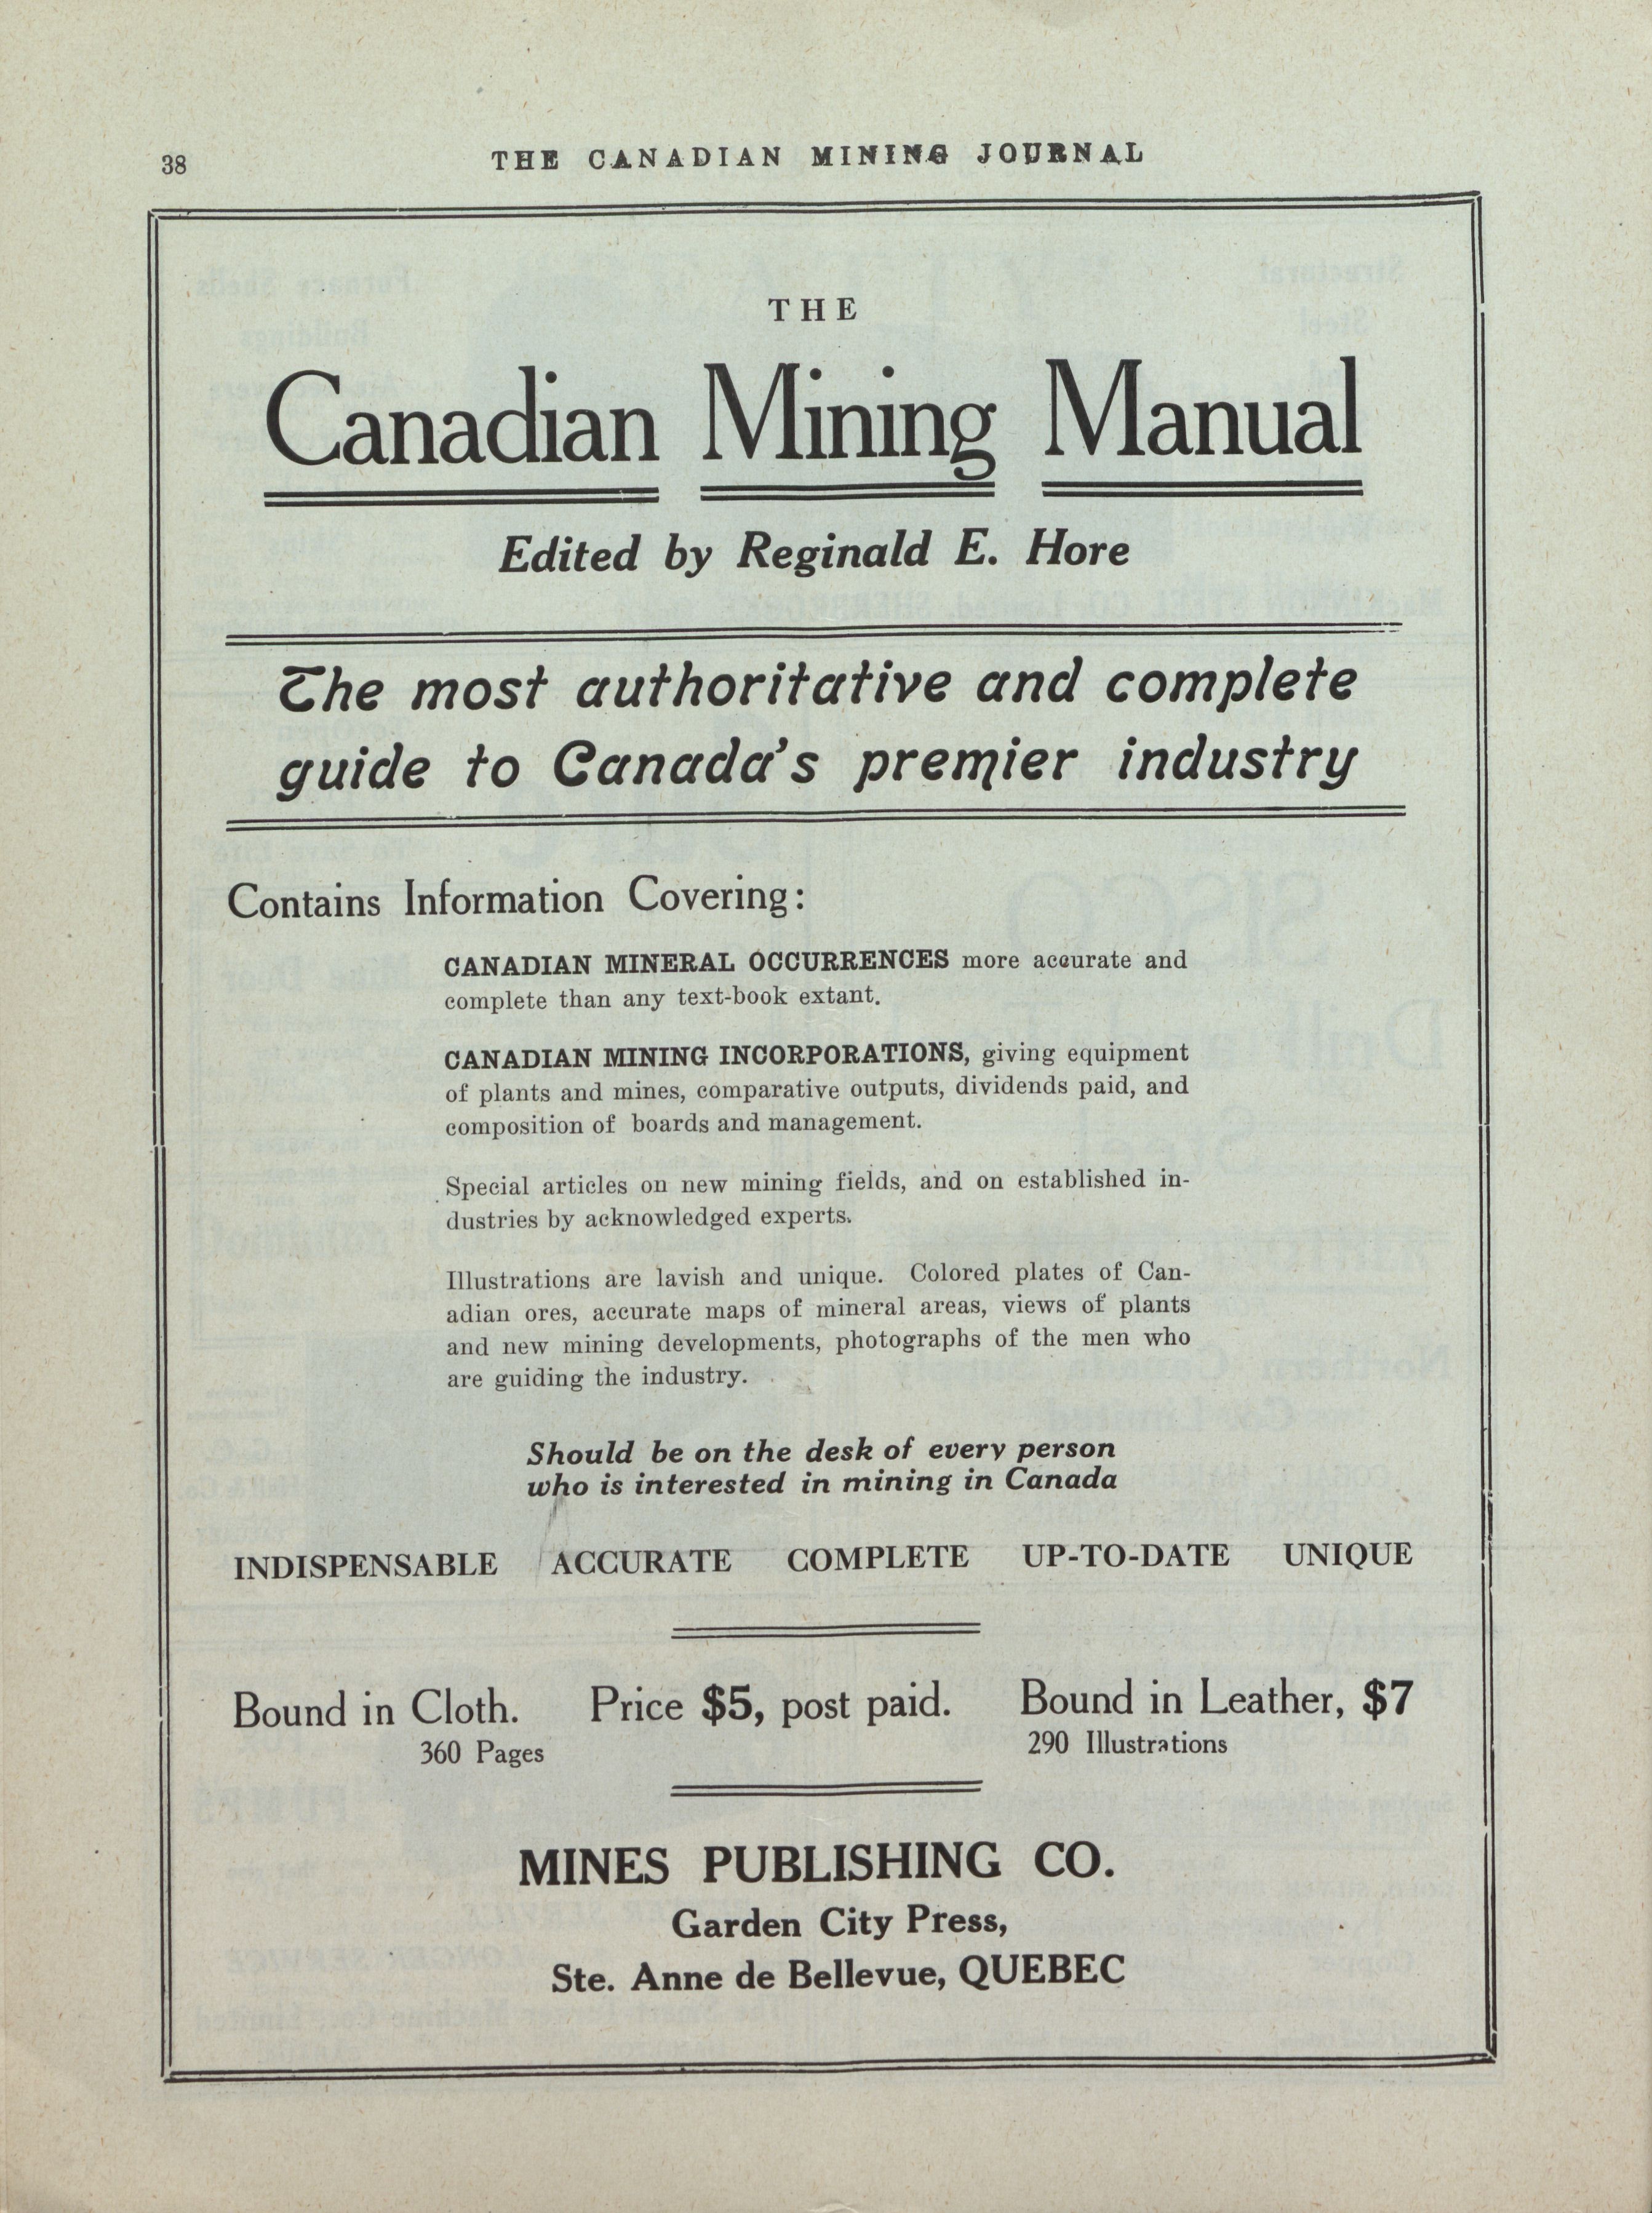 38
THE CANADIAN MINING JOURNAL
THE
Canadian Mining Manual
Edited by Reginald E. Hore
The most authoritative and complete
guide to Canada's premier industry
Contains Information Covering:
CANADIAN MINERAL OCCURRENCES more accurate and
complete than any text-book extant.
CANADIAN MINING INCORPORATIONS, giving equipment
of plants and mines, comparative outputs, dividends paid, and
composition of boards and management.
Special articles on new mining fields, and on established in-
dustries by acknowledged experts.
Illustrations are lavish and unique. Colored plates of Can-
adian ores, accurate maps of mineral areas, views of plants
and new mining developments, photographs of the men who
are guiding the industry.
Should be on the desk of every person
who is interested in mining in Canada
INDISPENSABLE ACCURATE COMPLETE UP-TO-DATE UNIQUE
Bound in Cloth. Price $5, post paid. Bound in Leather, $7
360 Pages 290 Illustrations
MINES PUBLISHING CO.
Garden City Press,
Ste. Anne de Bellevue, QUEBEC